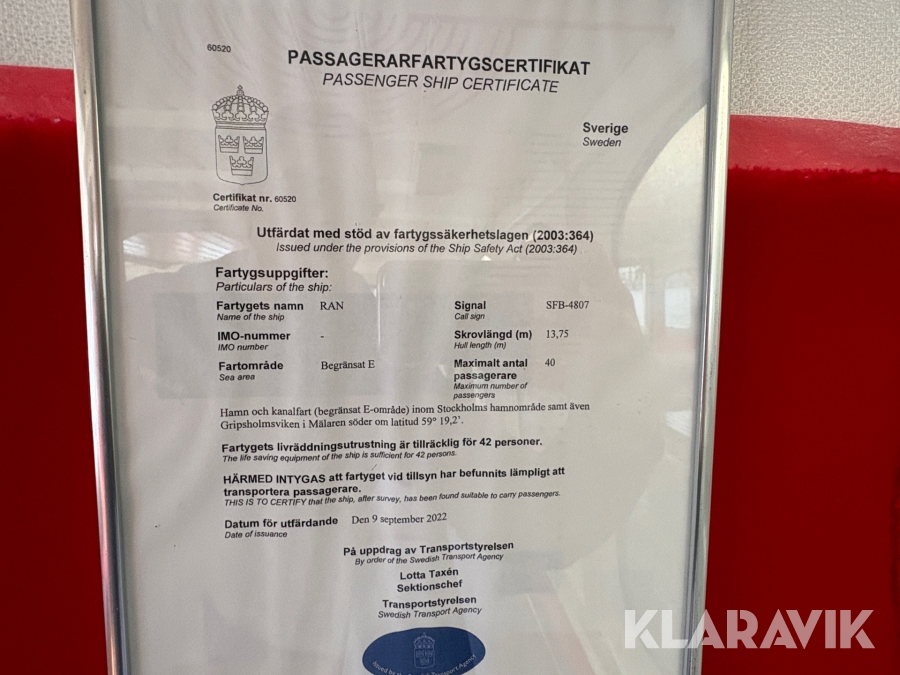 60520
PASSAGERARFARTYGSCERTIFIKAT
PASSENGER SHIP CERTIFICATE
Sverige
Sweden
Certifikat nr. 60520
Certificate No.
Utfärdat med stöd av fartygssäkerhetslagen (2003:364)
Issued under the provisions of the Ship Safety Act (2003:364)
Fartygsuppgifter:
Particulars of the ship:
Fartygets namn RAN
Name of the ship
Signal SFB-4807
Call sign
IMO-nummer -
IMO number
Skrovlängd (m) 13,75
Hull length (m)
Fartområde Begränsat E
Sea area
Maximalt antal 40
passagerare
Maximum number of
passengers
Hamn och kanalfart (begränsat E-område) inom Stockholms hamnområde samt även
Gripsholmsviken i Mälaren söder om latitud 59° 19,2'.
Fartygets livräddningsutrustning är tillräcklig för 42 personer.
The life saving equipment of the ship is sufficient for 42 persons.
HÄRMED INTYGAS att fartyget vid tillsyn har befunnits lämpligt att
transportera passagerare.
THIS IS TO CERTIFY that the ship, after survey, has been found suitable to carry passengers.
Datum för utfärdande Den 9 september 2022
Date of issuance
På uppdrag av Transportstyrelsen
By order of the Swedish Transport Agency
Lotta Taxén
Sektionschef
Transportstyrelsen
Swedish Transport Agency
Issued by the Swedish Transport Agency
KLARAVIK